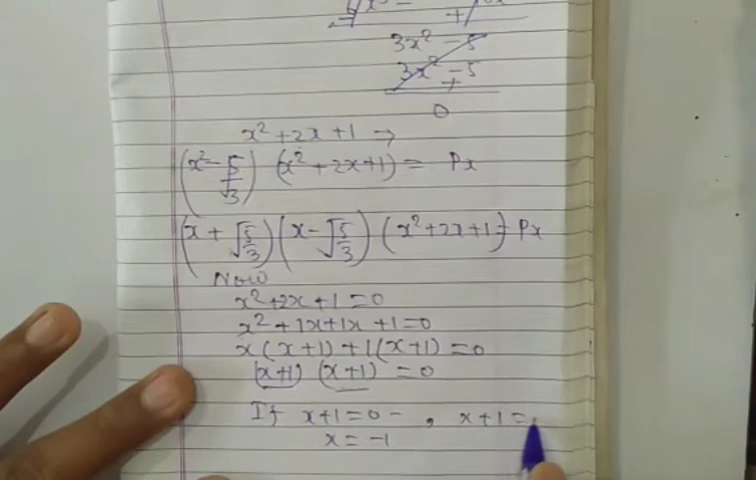 3x² - 5
3x² - 5
+
0
x² + 2x + 1 →
(x² - 5/√3) (x² + 2x + 1) = Px
(x + √5/3) (x - √5/3) (x² + 2x + 1) = Px
Now
x² + 2x + 1 = 0
x² + 1x + 1x + 1 = 0
x(x + 1) + 1(x + 1) = 0
(x+1) (x+1) = 0
If x+1 = 0 - , x+1 =
x = -1